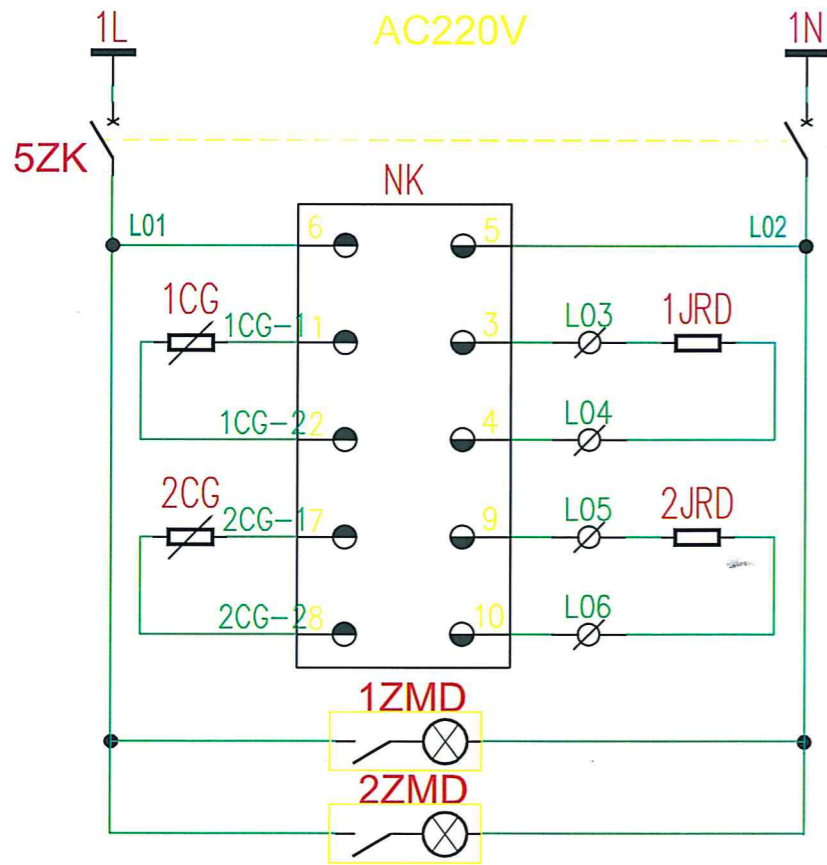 1L AC220V 1N
5ZK
NK
L01 6 5 L02
1CG 1CG-1 1 3 L03 1JRD
1CG-2 2 4 L04
2CG 2CG-1 7 9 L05 2JRD
2CG-2 8 10 L06
1ZMD
2ZMD